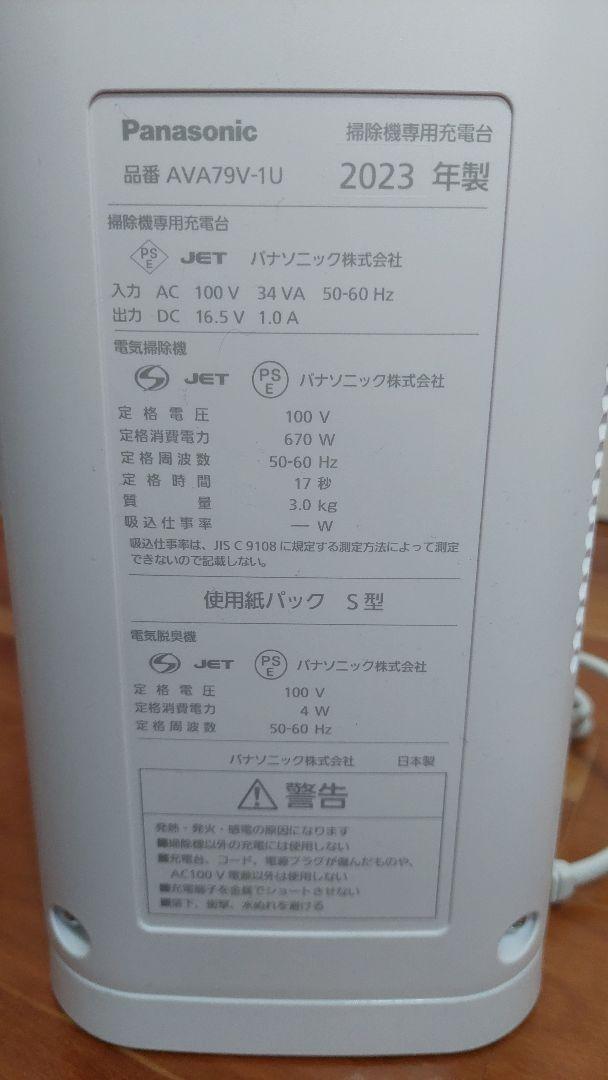 Panasonic 掃除機専用充電台
品番 AVA79V-1U 2023 年製
掃除機専用充電台
PSE JET パナソニック株式会社
入力 AC 100 V 34 VA 50-60 Hz
出力 DC 16.5 V 1.0 A
電気掃除機
S JET PSE パナソニック株式会社
定格電圧 100 V
定格消費電力 670 W
定格周波数 50-60 Hz
定格時間 17 秒
質量 3.0 kg
吸込仕事率 — W
吸込仕事率は、JIS C 9108 に規定する測定方法によって測定
できないので記載しない。
使用紙パック S 型
電気脱臭機
S JET PSE パナソニック株式会社
定格電圧 100 V
定格消費電力 4 W
定格周波数 50-60 Hz
パナソニック株式会社 日本製
警告
発熱・発火・感電の原因になります
■掃除機以外の充電には使用しない
■充電台、コード、電源プラグが傷んだものや、
AC100 V 電源以外は使用しない
■充電端子を金属でショートさせない
■落下、衝撃、水ぬれを避ける